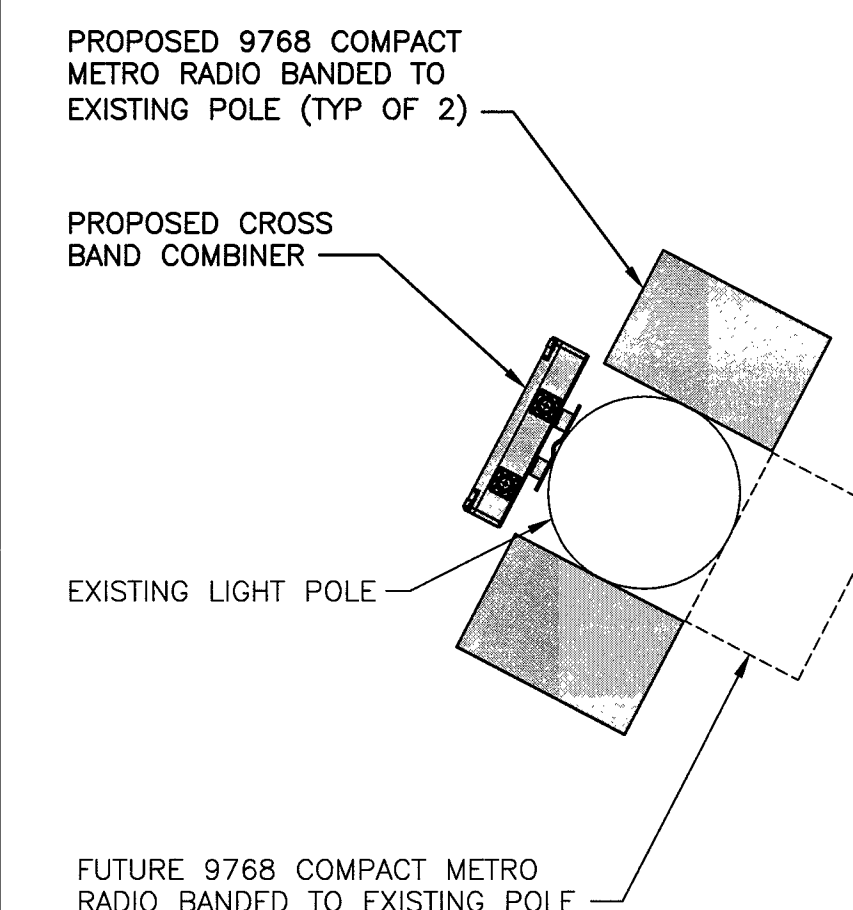 PROPOSED 9768 COMPACT
METRO RADIO BANDED TO
EXISTING POLE (TYP OF 2)
PROPOSED CROSS
BAND COMBINER
EXISTING LIGHT POLE
FUTURE 9768 COMPACT METRO
RADIO BANDED TO EXISTING POLE